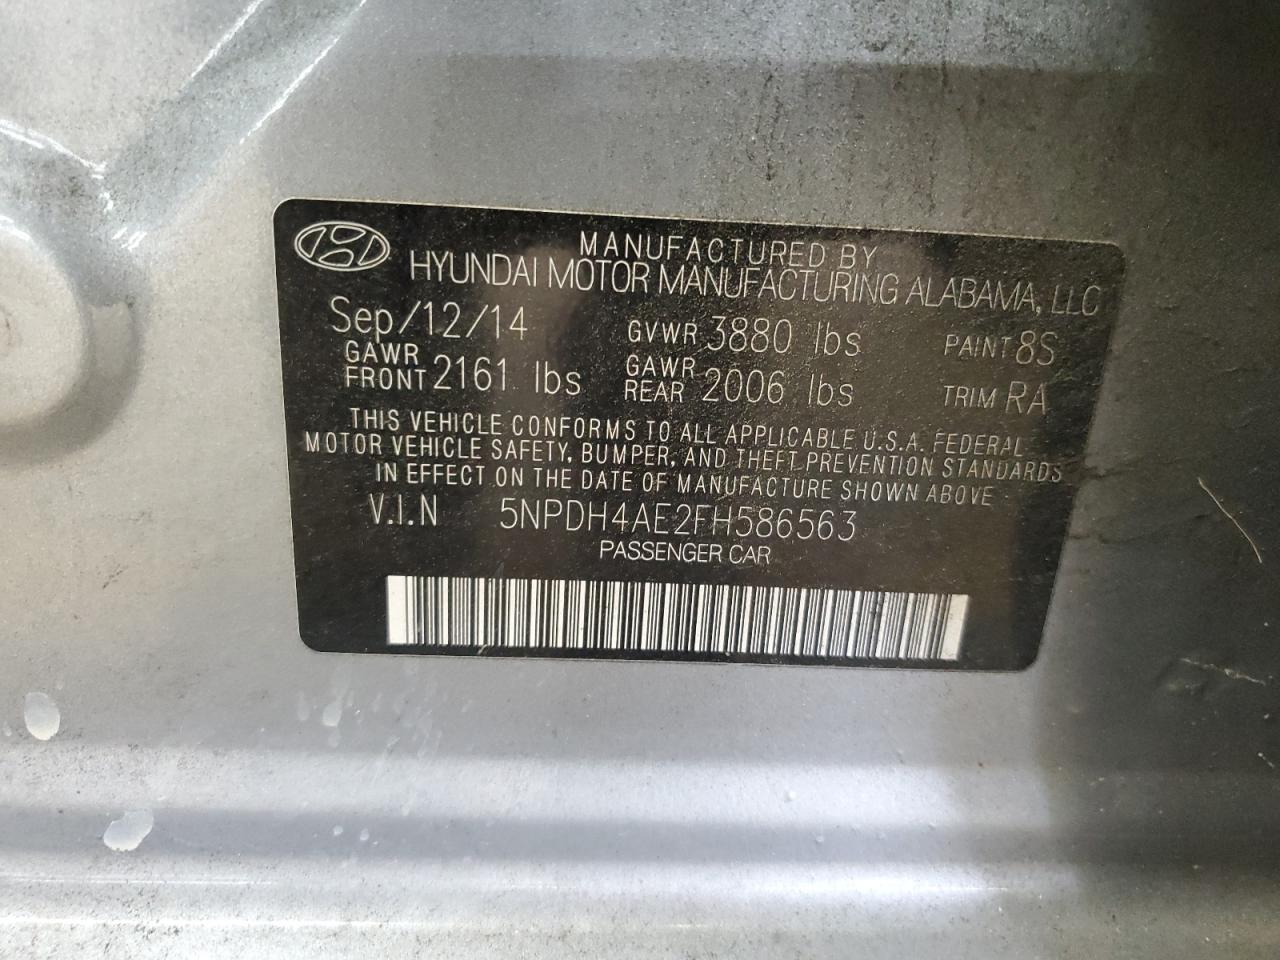 MANUFACTURED BY
HYUNDAI MOTOR MANUFACTURING ALABAMA, LLC
Sep/12/14 GVWR 3880 lbs PAINT 8S
GAWR FRONT 2161 lbs GAWR REAR 2006 lbs TRIM RA
THIS VEHICLE CONFORMS TO ALL APPLICABLE U.S.A. FEDERAL
MOTOR VEHICLE SAFETY, BUMPER, AND THEFT PREVENTION STANDARDS
IN EFFECT ON THE DATE OF MANUFACTURE SHOWN ABOVE
V.I.N 5NPDH4AE2FH586563
PASSENGER CAR